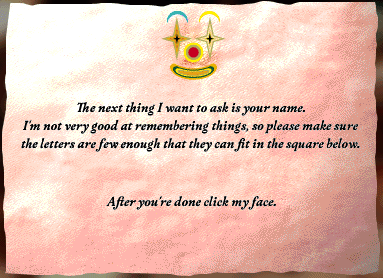 The next thing I want to ask is your name.
I'm not very good at remembering things, so please make sure
the letters are few enough that they can fit in the square below.
After you're done click my face.